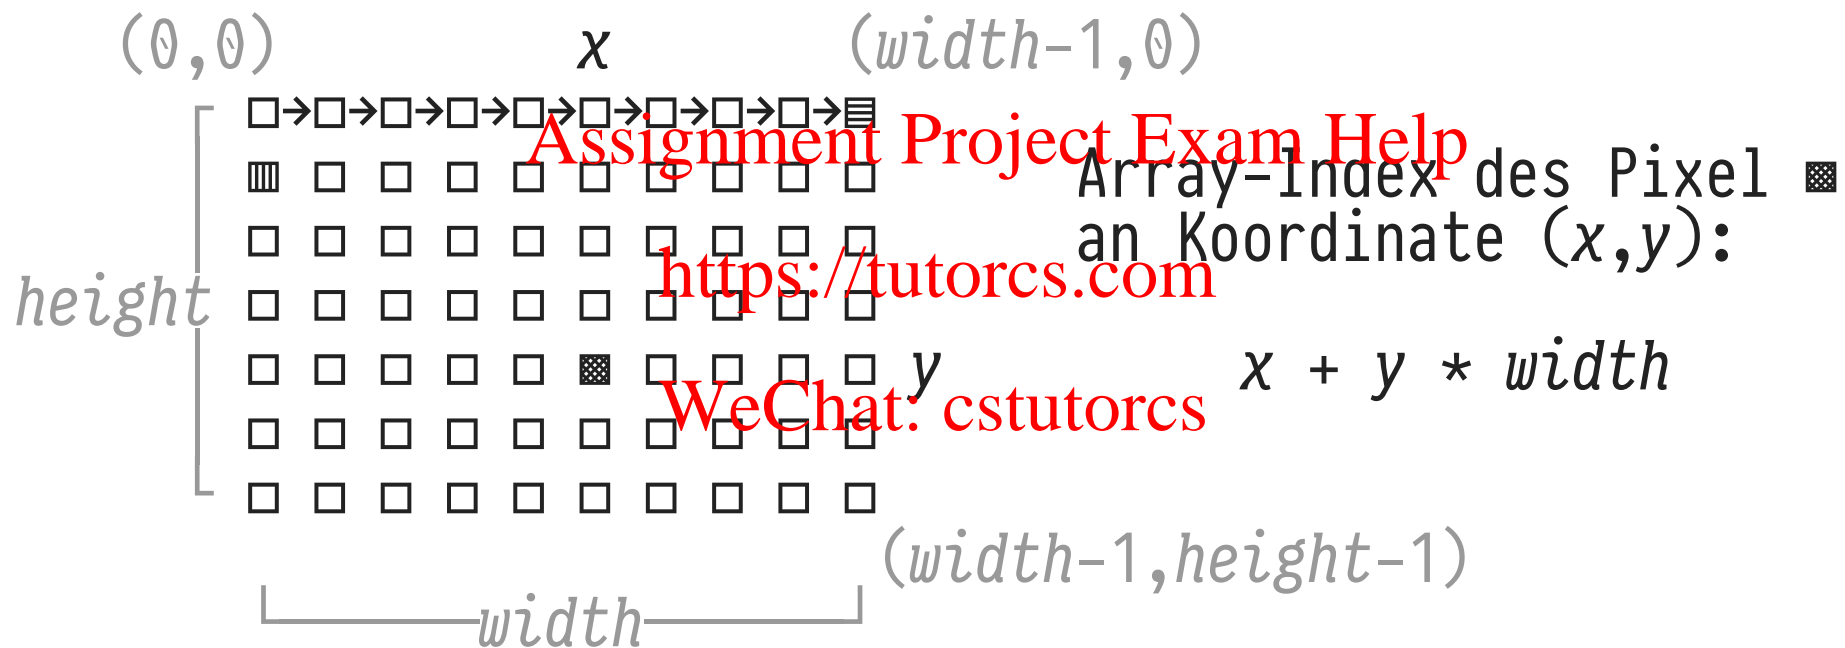 (0,0) x (width-1,0)
Assignment Project Exam Help
Array-Index des Pixel
an Koordinate (x,y):
https://tutorcs.com
height
y x + y * width
WeChat: cstutorcs
(width-1,height-1)
width